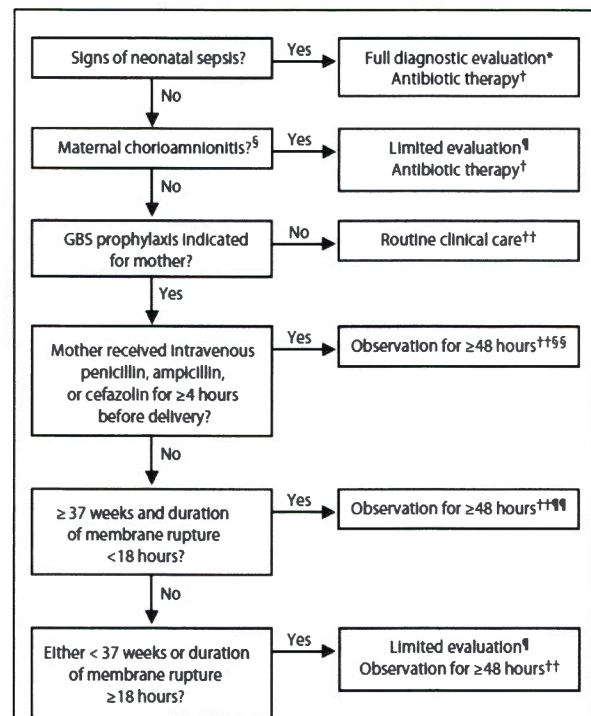 Signs of neonatal sepsis?
Yes
Full diagnostic evaluation*
Antibiotic therapy†
No
Maternal chorioamnionitis?§
Yes
Limited evaluation¶
Antibiotic therapy†
No
GBS prophylaxis indicated
for mother?
No
Routine clinical care††
Yes
Mother received intravenous
penicillin, ampicillin,
or cefazolin for ≥4 hours
before delivery?
Yes
Observation for ≥48 hours††§§
No
≥ 37 weeks and duration
of membrane rupture
<18 hours?
Yes
Observation for ≥48 hours††¶¶
No
Either < 37 weeks or duration
of membrane rupture
≥18 hours?
Yes
Limited evaluation¶
Observation for ≥48 hours††